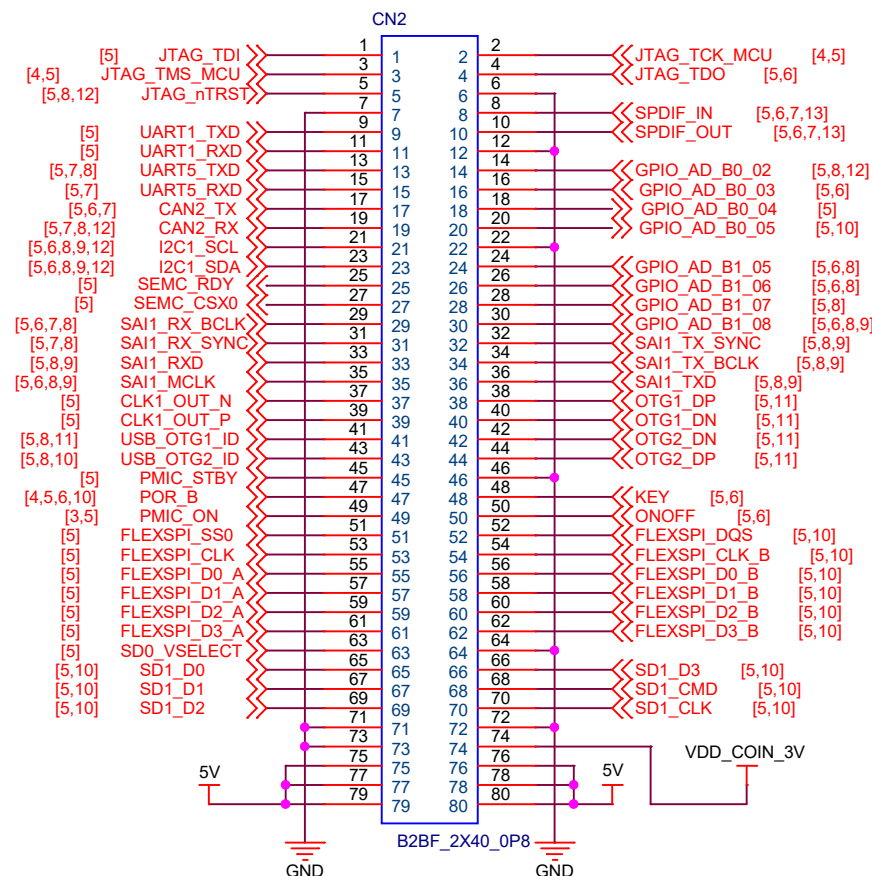 CN2
[5] JTAG_TDI 1 1 2 2 JTAG_TCK_MCU [4,5]
[4,5] JTAG_TMS_MCU 3 3 4 4 JTAG_TDO [5,6]
[5,8,12] JTAG_nTRST 5 5 6 6
7 7 8 8 SPDIF_IN [5,6,7,13]
[5] UART1_TXD 9 9 10 10 SPDIF_OUT [5,6,7,13]
[5] UART1_RXD 11 11 12 12
[5,7,8] UART5_TXD 13 13 14 14 GPIO_AD_B0_02 [5,8,12]
[5,7] UART5_RXD 15 15 16 16 GPIO_AD_B0_03 [5,6]
[5,6,7] CAN2_TX 17 17 18 18 GPIO_AD_B0_04 [5]
[5,7,8,12] CAN2_RX 19 19 20 20 GPIO_AD_B0_05 [5,10]
[5,6,8,9,12] I2C1_SCL 21 21 22 22
[5,6,8,9,12] I2C1_SDA 23 23 24 24 GPIO_AD_B1_05 [5,6,8]
[5] SEMC_RDY 25 25 26 26 GPIO_AD_B1_06 [5,6,8]
[5] SEMC_CSX0 27 27 28 28 GPIO_AD_B1_07 [5,8]
[5,6,7,8] SAI1_RX_BCLK 29 29 30 30 GPIO_AD_B1_08 [5,6,8,9]
[5,7,8] SAI1_RX_SYNC 31 31 32 32 SAI1_TX_SYNC [5,8,9]
[5,8,9] SAI1_RXD 33 33 34 34 SAI1_TX_BCLK [5,8,9]
[5,6,8,9] SAI1_MCLK 35 35 36 36 SAI1_TXD [5,8,9]
[5] CLK1_OUT_N 37 37 38 38 OTG1_DP [5,11]
[5] CLK1_OUT_P 39 39 40 40 OTG1_DN [5,11]
[5,8,11] USB_OTG1_ID 41 41 42 42 OTG2_DN [5,11]
[5,8,10] USB_OTG2_ID 43 43 44 44 OTG2_DP [5,11]
[5] PMIC_STBY 45 45 46 46
[4,5,6,10] POR_B 47 47 48 48 KEY [5,6]
[3,5] PMIC_ON 49 49 50 50 ONOFF [5,6]
[5] FLEXSPI_SS0 51 51 52 52 FLEXSPI_DQS [5,10]
[5] FLEXSPI_CLK 53 53 54 54 FLEXSPI_CLK_B [5,10]
[5] FLEXSPI_D0_A 55 55 56 56 FLEXSPI_D0_B [5,10]
[5] FLEXSPI_D1_A 57 57 58 58 FLEXSPI_D1_B [5,10]
[5] FLEXSPI_D2_A 59 59 60 60 FLEXSPI_D2_B [5,10]
[5] FLEXSPI_D3_A 61 61 62 62 FLEXSPI_D3_B [5,10]
[5] SD0_VSELECT 63 63 64 64
[5,10] SD1_D0 65 65 66 66 SD1_D3 [5,10]
[5,10] SD1_D1 67 67 68 68 SD1_CMD [5,10]
[5,10] SD1_D2 69 69 70 70 SD1_CLK [5,10]
71 71 72 72
73 73 74 74 VDD_COIN_3V
5V 75 75 76 76 5V
77 77 78 78
79 79 80 80
B2BF_2X40_0P8
GND GND